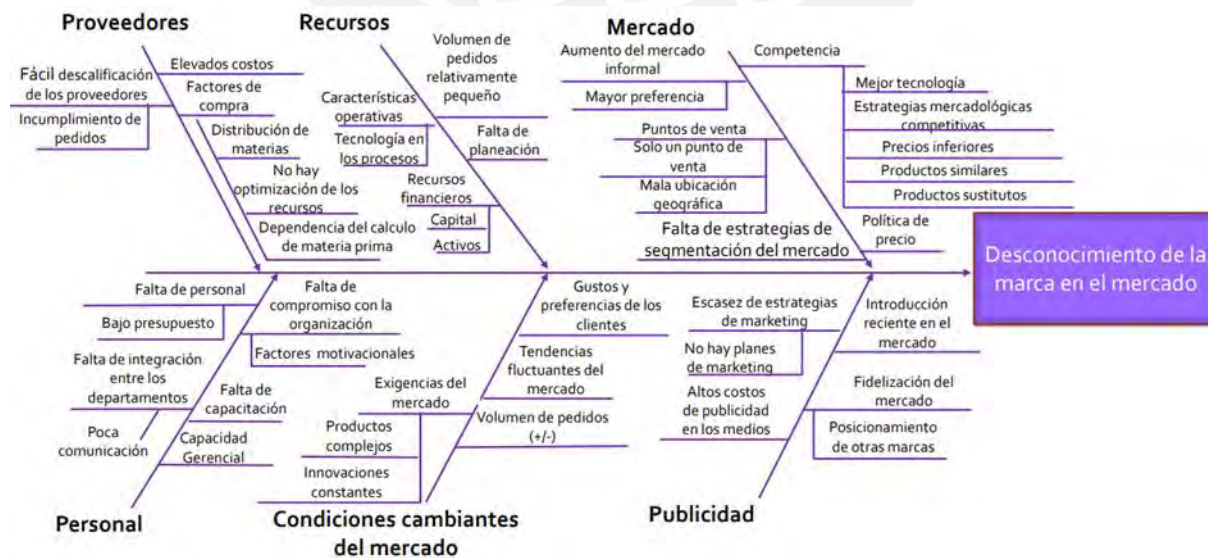 Proveedores
Elevados costos
Fácil descalificación
de los proveedores
Factores de
compra
Incumplimiento de
pedidos
Distribución de
materias
No hay
optimización de los
recursos
Dependencia del calculo
de materia prima
Recursos
Volumen de
pedidos
relativamente
pequeño
Características
operativas
Tecnología en
los procesos
Falta de
planeación
Recursos
financieros
Capital
Activos
Mercado
Aumento del mercado
informal
Mayor preferencia
Competencia
Mejor tecnología
Estrategias mercadológicas
competitivas
Precios inferiores
Productos similares
Productos sustitutos
Puntos de venta
Solo un punto de
venta
Mala ubicación
geográfica
Falta de estrategias de
segmentación del mercado
Política de
precio
Desconocimiento de la
marca en el mercado
Falta de personal
Bajo presupuesto
Falta de
compromiso con la
organización
Factores motivacionales
Falta de integración
entre los
departamentos
Poca
comunicación
Falta de
capacitación
Capacidad
Gerencial
Personal
Gustos y
preferencias de los
clientes
Tendencias
fluctuantes del
mercado
Exigencias del
mercado
Productos
complejos
Innovaciones
constantes
Volumen de pedidos
(+/-)
Condiciones cambiantes
del mercado
Escasez de estrategias
de marketing
No hay planes
de marketing
Introducción
reciente en el
mercado
Altos costos
de publicidad
en los medios
Fidelización del
mercado
Posicionamiento
de otras marcas
Publicidad